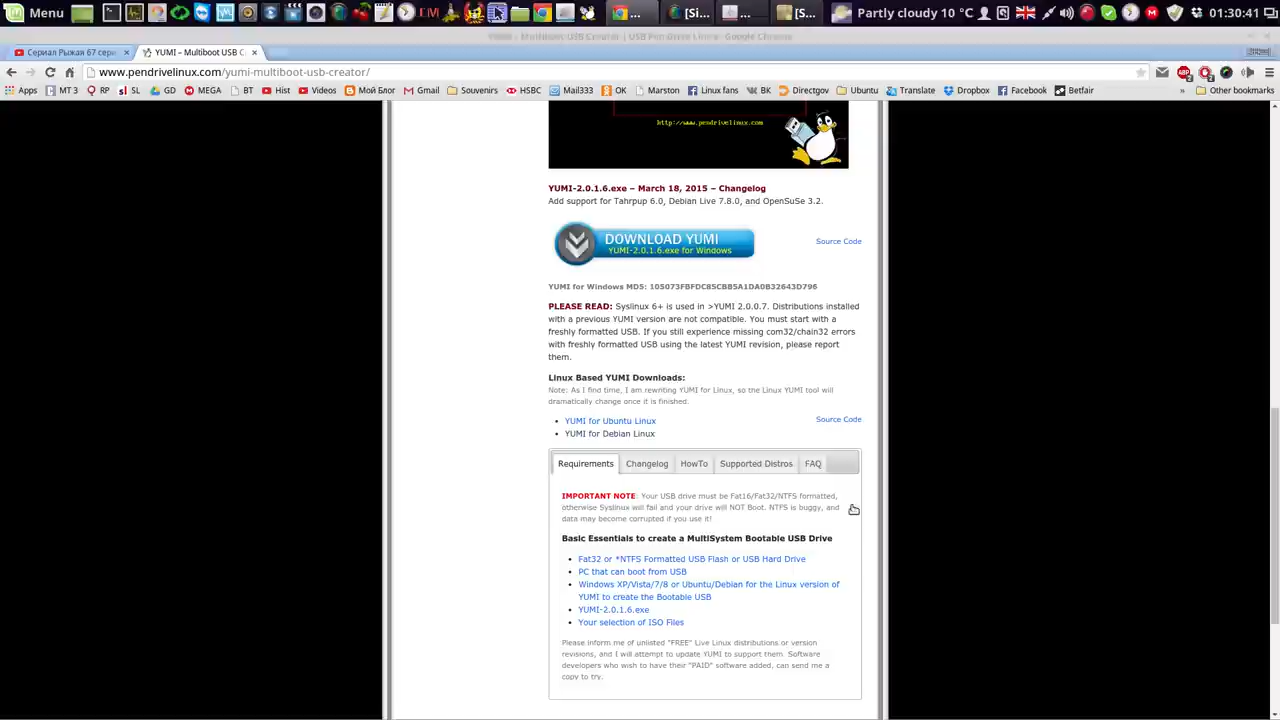 Menu
EM
...
[Si...
...
[S...
Partly cloudy 10 °C
01:30:41
YUMI – Multiboot USB Creator | USB Pen Drive Linux - Google Chrome
Сериал Рыжая 67 сери
YUMI – Multiboot USB C
www.pendrivelinux.com/yumi-multiboot-usb-creator/
Apps MT 3 RP SL GD MEGA BT Hist Videos Мой Блог Gmail Souvenirs HSBC Mail333 OK Marston Linux fans VK Directgov Ubuntu Translate Dropbox Facebook Betfair » Other bookmarks
http://www.pendrivelinux.com
YUMI-2.0.1.6.exe – March 18, 2015 – Changelog
Add support for Tahrpup 6.0, Debian Live 7.8.0, and OpenSuSe 3.2.
DOWNLOAD YUMI
YUMI-2.0.1.6.exe for Windows
Source Code
YUMI for Windows MD5: 105073FBFDC85CBB5A1DA0B32643D796
PLEASE READ: Syslinux 6+ is used in >YUMI 2.0.0.7. Distributions installed
with a previous YUMI version are not compatible. You must start with a
freshly formatted USB. If you still experience missing com32/chain32 errors
with freshly formatted USB using the latest YUMI revision, please report
them.
Linux Based YUMI Downloads:
Note: As I find time, I am rewriting YUMI for Linux, so the Linux YUMI tool will
dramatically change once it is finished.
• YUMI for Ubuntu Linux
Source Code
• YUMI for Debian Linux
Requirements Changelog HowTo Supported Distros FAQ
IMPORTANT NOTE: Your USB drive must be Fat16/Fat32/NTFS formatted,
otherwise Syslinux will fail and your drive will NOT Boot. NTFS is buggy, and
data may become corrupted if you use it!
Basic Essentials to create a MultiSystem Bootable USB Drive
• Fat32 or *NTFS Formatted USB Flash or USB Hard Drive
• PC that can boot from USB
• Windows XP/Vista/7/8 or Ubuntu/Debian for the Linux version of
YUMI to create the Bootable USB
• YUMI-2.0.1.6.exe
• Your selection of ISO Files
Please inform me of unlisted "FREE" Live Linux distributions or version
revisions, and I will attempt to update YUMI to support them. Software
developers who wish to have their "PAID" software added, can send me a
copy to try.